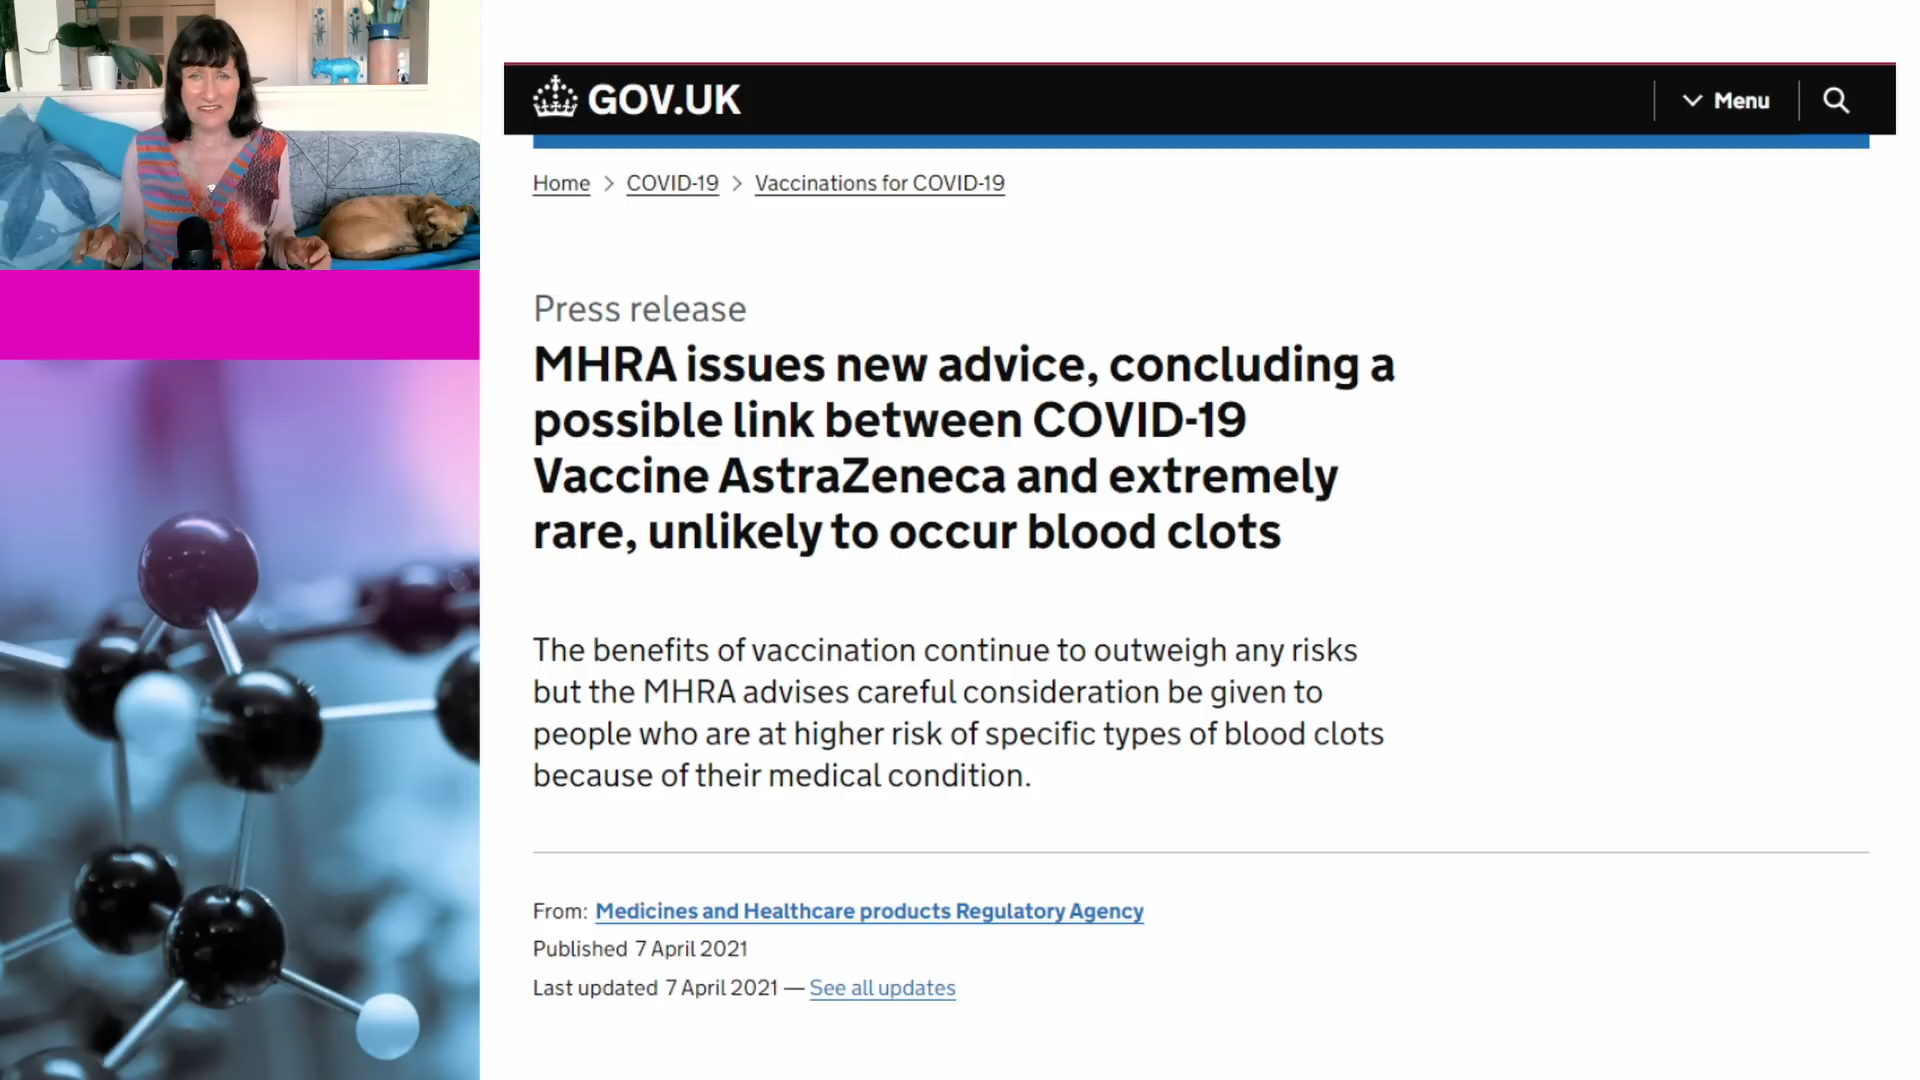 GOV.UK
Menu
Home > COVID-19 > Vaccinations for COVID-19
Press release
MHRA issues new advice, concluding a
possible link between COVID-19
Vaccine AstraZeneca and extremely
rare, unlikely to occur blood clots
The benefits of vaccination continue to outweigh any risks
but the MHRA advises careful consideration be given to
people who are at higher risk of specific types of blood clots
because of their medical condition.
From: Medicines and Healthcare products Regulatory Agency
Published 7 April 2021
Last updated 7 April 2021 — See all updates